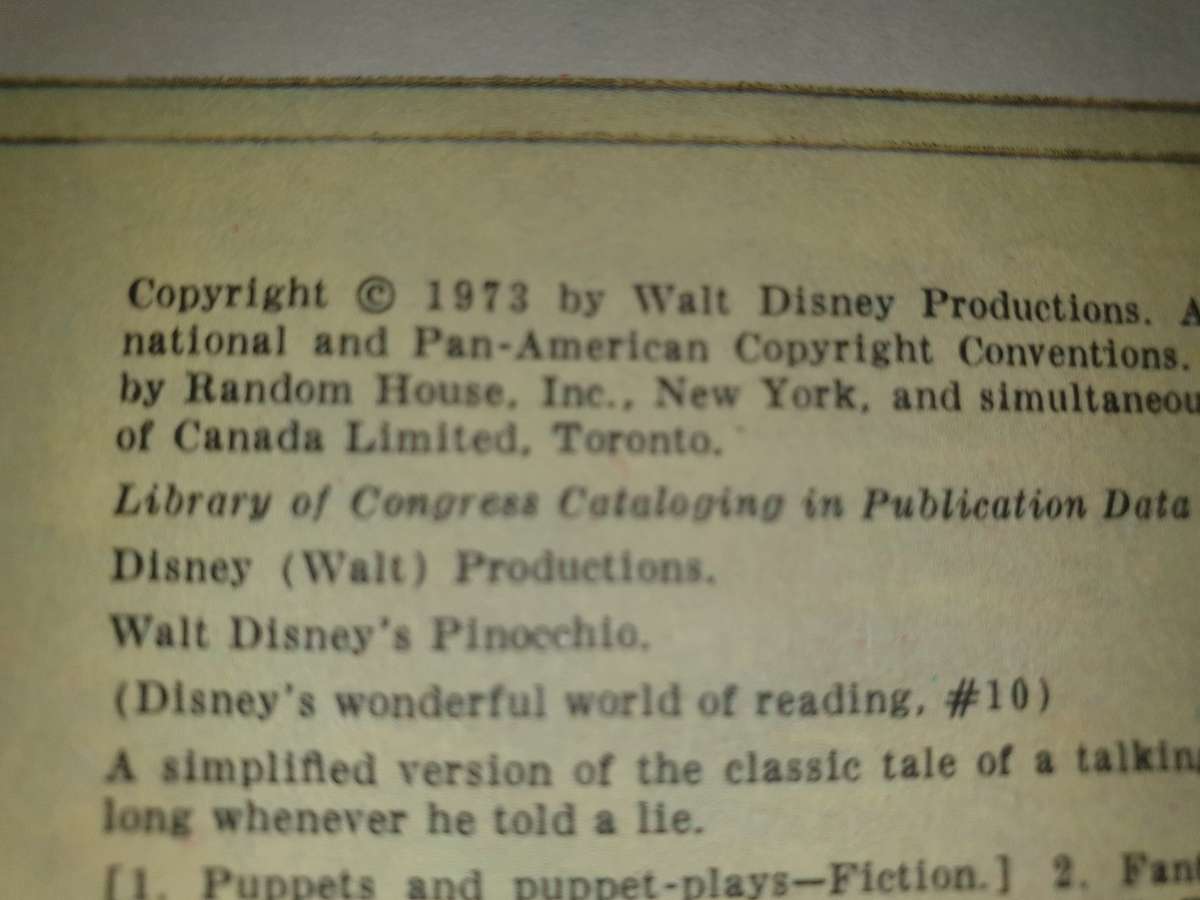 Copyright © 1973 by Walt Disney Productions. A
national and Pan-American Copyright Conventions.
by Random House, Inc., New York, and simultaneou
of Canada Limited, Toronto.
Library of Congress Cataloging in Publication Data
Disney (Walt) Productions.
Walt Disney's Pinocchio.
(Disney's wonderful world of reading, #10)
A simplified version of the classic tale of a talking
long whenever he told a lie.
[1. Puppets and puppet-plays—Fiction.] 2. Fant